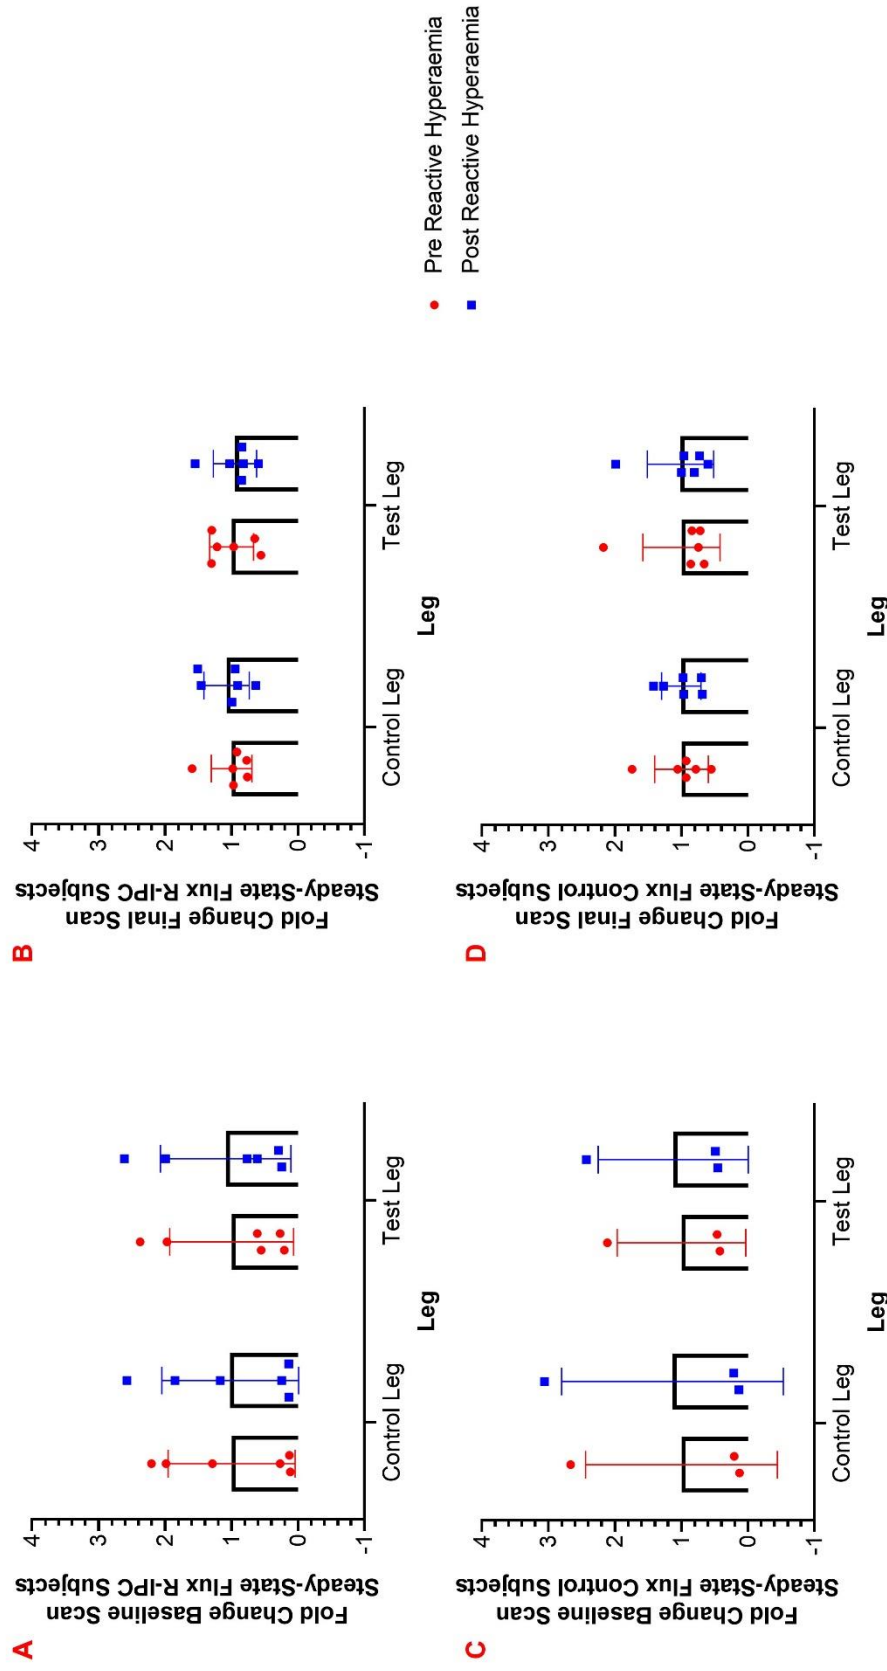 A
Fold Change Baseline Scan
Steady-State Flux R-IPC Subjects
4
3
2
1
0
-1
Control Leg
Test Leg
Leg
B
Fold Change Final Scan
Steady-State Flux R-IPC Subjects
4
3
2
1
0
-1
Control Leg
Test Leg
Leg
Pre Reactive Hyperaemia
Post Reactive Hyperaemia
C
Fold Change Baseline Scan
Steady-State Flux Control Subjects
4
3
2
1
0
-1
Control Leg
Test Leg
Leg
D
Fold Change Final Scan
Steady-State Flux Control Subjects
4
3
2
1
0
-1
Control Leg
Test Leg
Leg